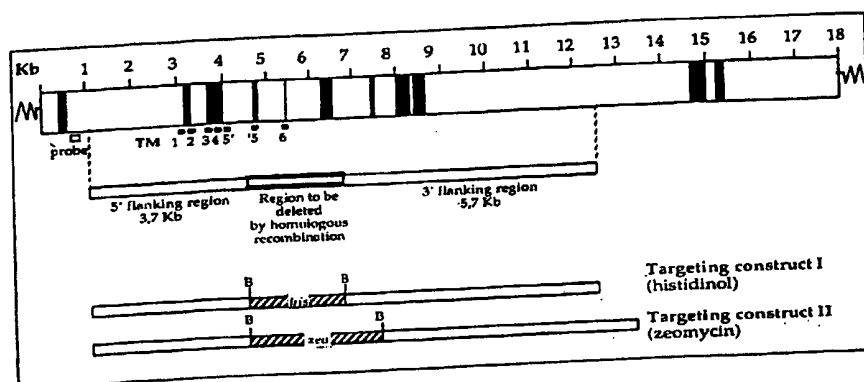 Kb 1 2 3 4 5 6 7 8 9 10 11 12 13 14 15 16 17 18
probe TM 1 2 3 4 5' '5 6
5' flanking region
3,7 Kb
Region to be
deleted
by homologous
recombination
3' flanking region
5,7 Kb
B B
his
Targeting construct I
(histidinol)
B B
zeo
Targeting construct II
(zeomycin)